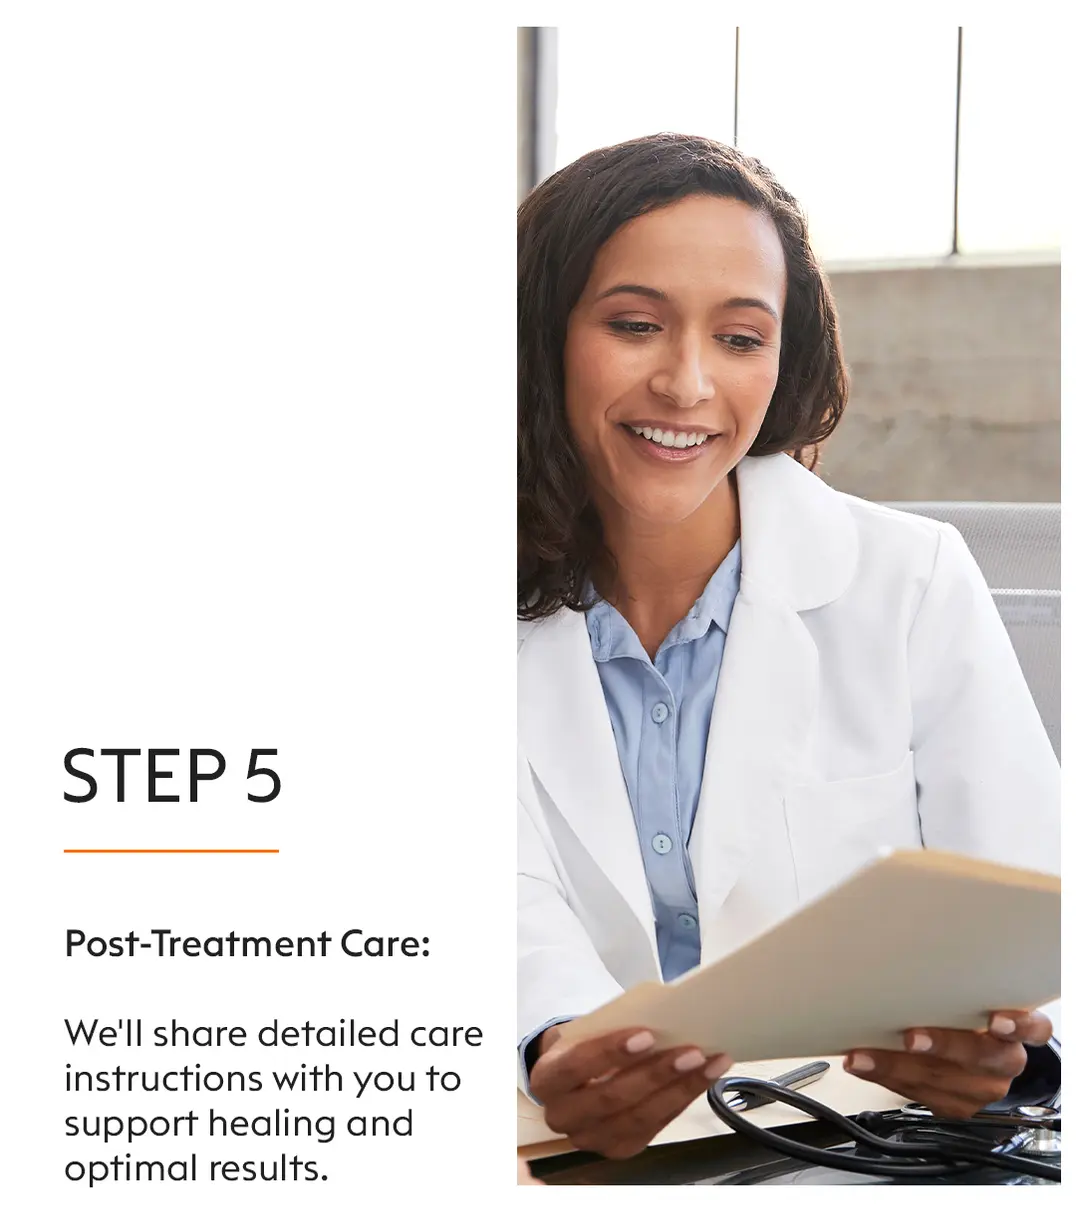 STEP 5
Post-Treatment Care:
We'll share detailed care
instructions with you to
support healing and
optimal results.